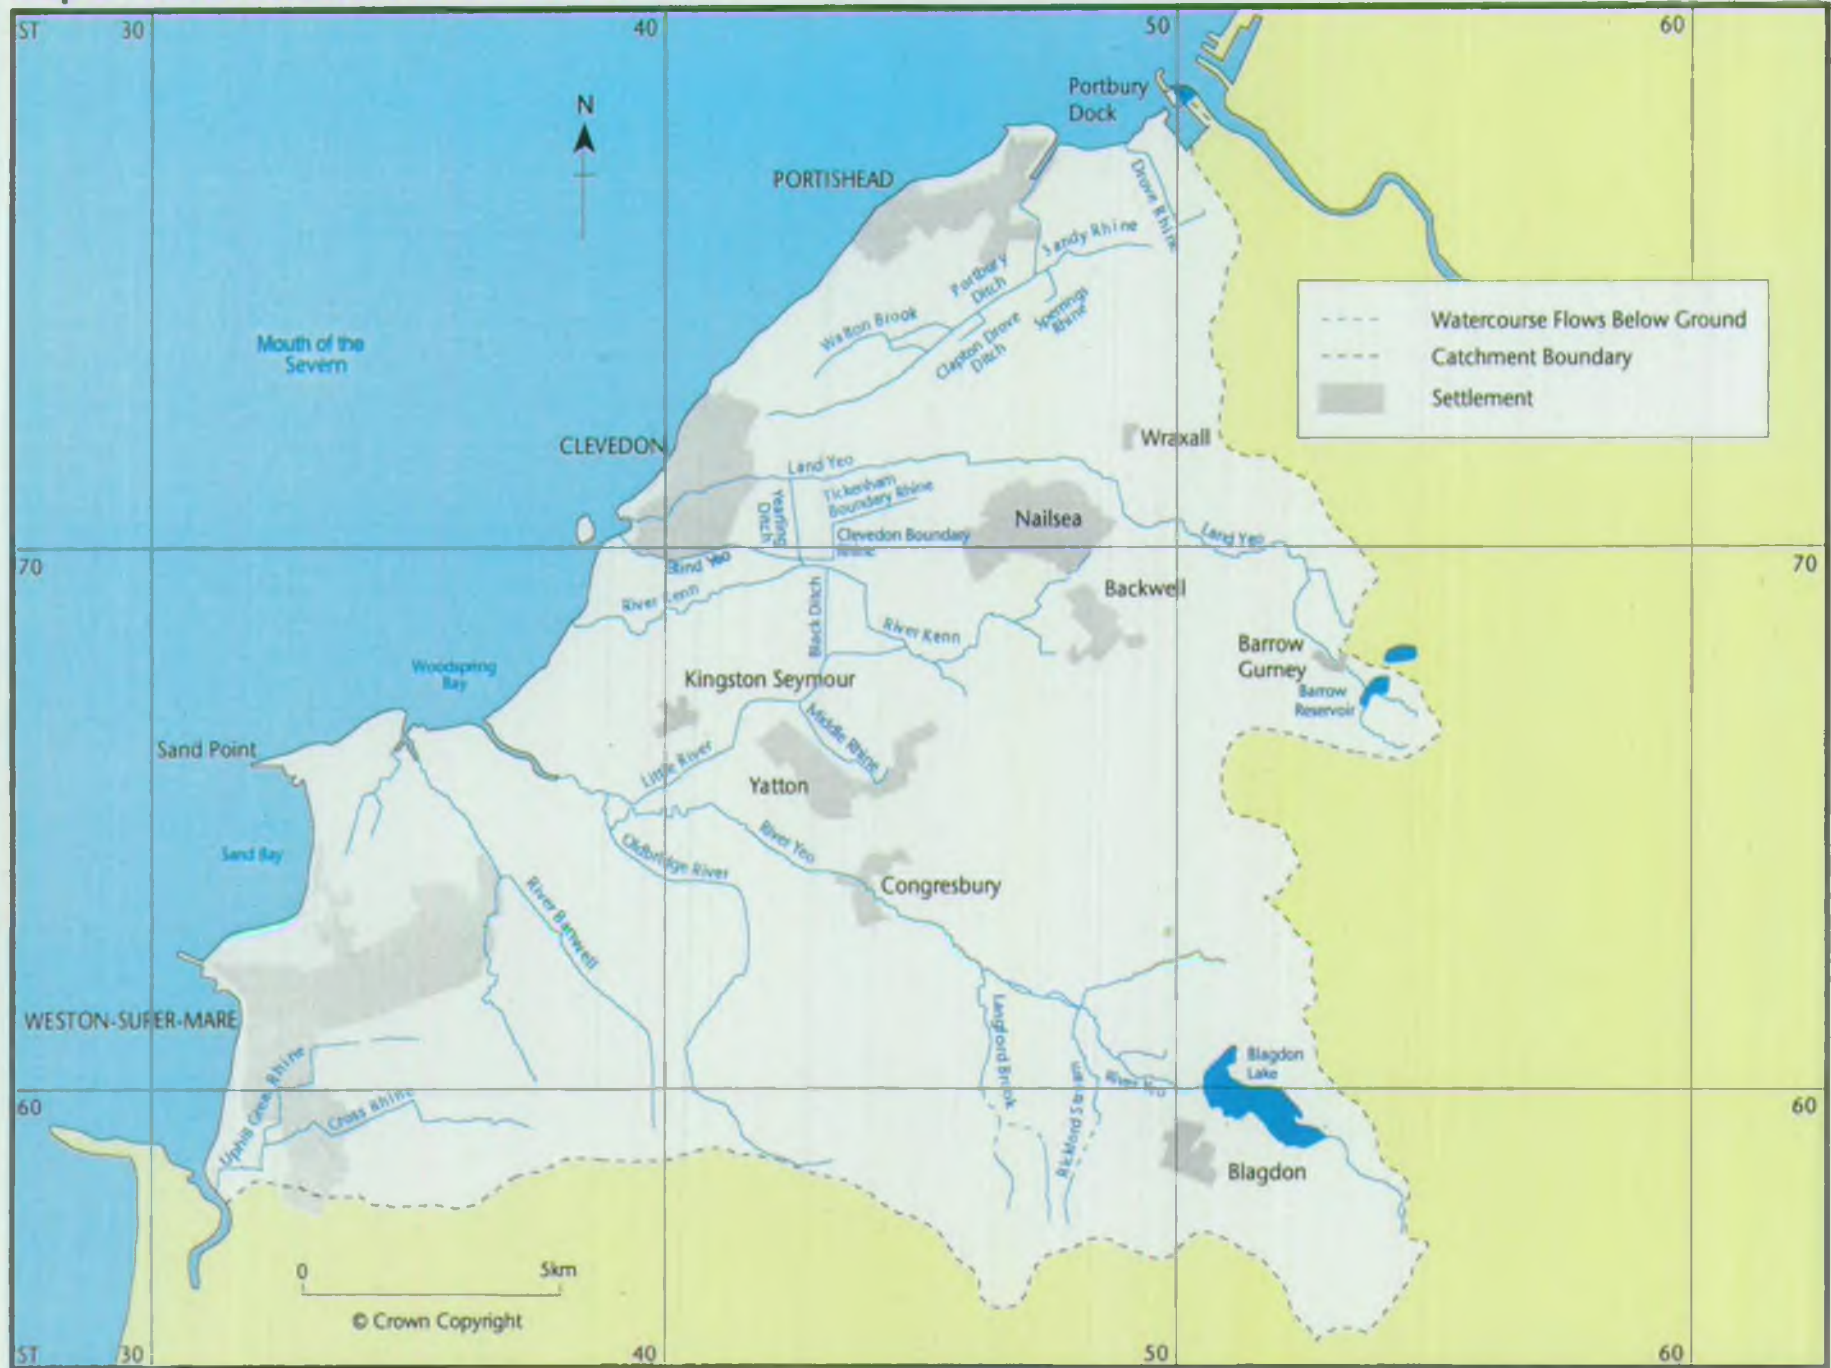 ST
30
40
50
60
N
Portbury
Dock
PORTISHEAD
Drove Rhine
Sandy Rhine
Portbury
Ditch
Walton Brook
Spernings
Rhine
Clapton Drove
Ditch
Mouth of the
Severn
Watercourse Flows Below Ground
Catchment Boundary
Settlement
CLEVEDON
Wraxall
Land Yeo
Yearling
Ditch
Tickenham
Boundary Rhine
Nailsea
Clevedon Boundary
Rhine
Land Yeo
70
70
Blind Yeo
River Kenn
Black Ditch
Backwell
River Kenn
Barrow
Gurney
Barrow
Reservoir
Woodspring
Bay
Kingston Seymour
Middle Rhine
Sand Point
Little River
Yatton
Sand Bay
River Yeo
Oldbridge River
Congresbury
River Banwell
WESTON-SUPER-MARE
Langford Brook
Rickford Stream
River Yeo
Blagdon
Lake
60
60
Uphill Great Rhine
Cross Rhine
Blagdon
0
5km
© Crown Copyright
ST
30
40
50
60